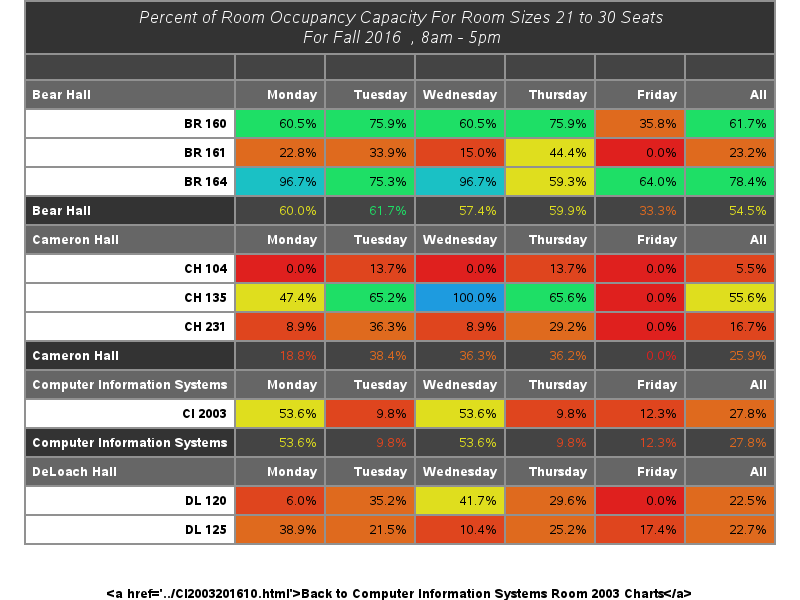 Percent of Room Occupancy Capacity For Room Sizes 21 to 30 Seats
For Fall 2016 , 8am - 5pm
Bear Hall Monday Tuesday Wednesday Thursday Friday All
BR 160 60.5% 75.9% 60.5% 75.9% 35.8% 61.7%
BR 161 22.8% 33.9% 15.0% 44.4% 0.0% 23.2%
BR 164 96.7% 75.3% 96.7% 59.3% 64.0% 78.4%
Bear Hall 60.0% 61.7% 57.4% 59.9% 33.3% 54.5%
Cameron Hall Monday Tuesday Wednesday Thursday Friday All
CH 104 0.0% 13.7% 0.0% 13.7% 0.0% 5.5%
CH 135 47.4% 65.2% 100.0% 65.6% 0.0% 55.6%
CH 231 8.9% 36.3% 8.9% 29.2% 0.0% 16.7%
Cameron Hall 18.8% 38.4% 36.3% 36.2% 0.0% 25.9%
Computer Information Systems Monday Tuesday Wednesday Thursday Friday All
CI 2003 53.6% 9.8% 53.6% 9.8% 12.3% 27.8%
Computer Information Systems 53.6% 9.8% 53.6% 9.8% 12.3% 27.8%
DeLoach Hall Monday Tuesday Wednesday Thursday Friday All
DL 120 6.0% 35.2% 41.7% 29.6% 0.0% 22.5%
DL 125 38.9% 21.5% 10.4% 25.2% 17.4% 22.7%
&lt;a href='../CI2003201610.html'&gt;Back to Computer Information Systems Room 2003 Charts&lt;/a&gt;